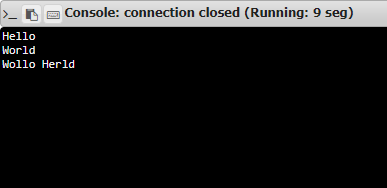 Console: connection closed (Running: 9 seg)
Hello
World
Wollo Herld